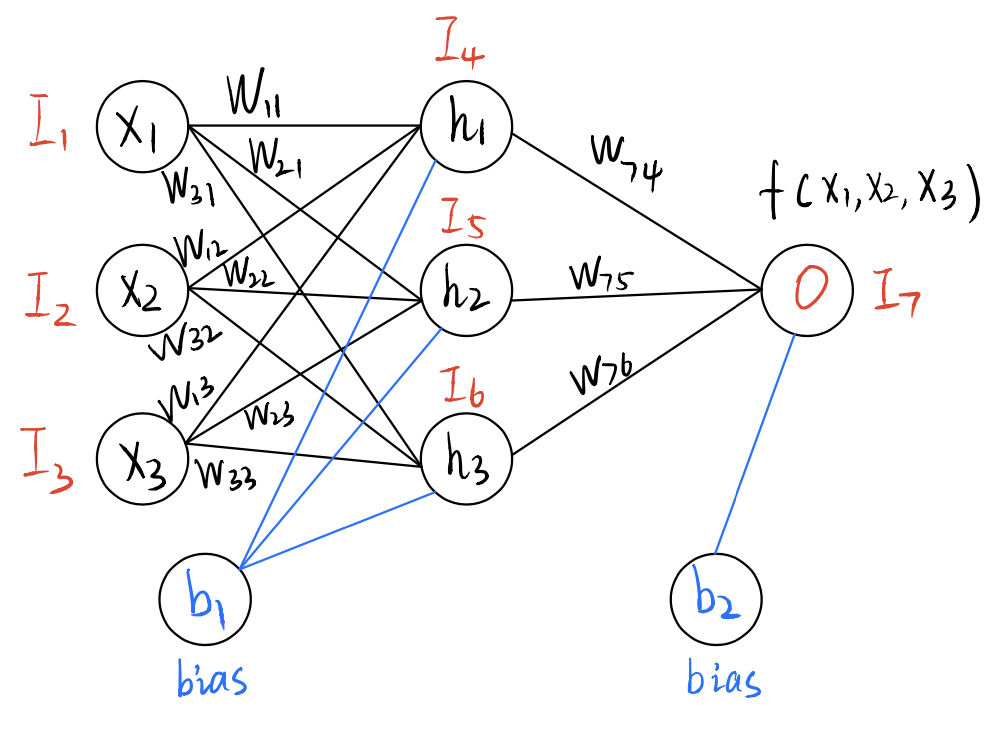 I₄
I₁ x₁ W₁₁ h₁
W₂₁
W₃₁
W₇₄
f(x₁, x₂, x₃)
I₅
W₁₂
I₂ x₂ W₂₂ h₂
W₃₂
W₇₅
O I₇
I₆
W₇₆
W₁₃
W₂₃
I₃ x₃ W₃₃ h₃
b₁
b₂
bias
bias